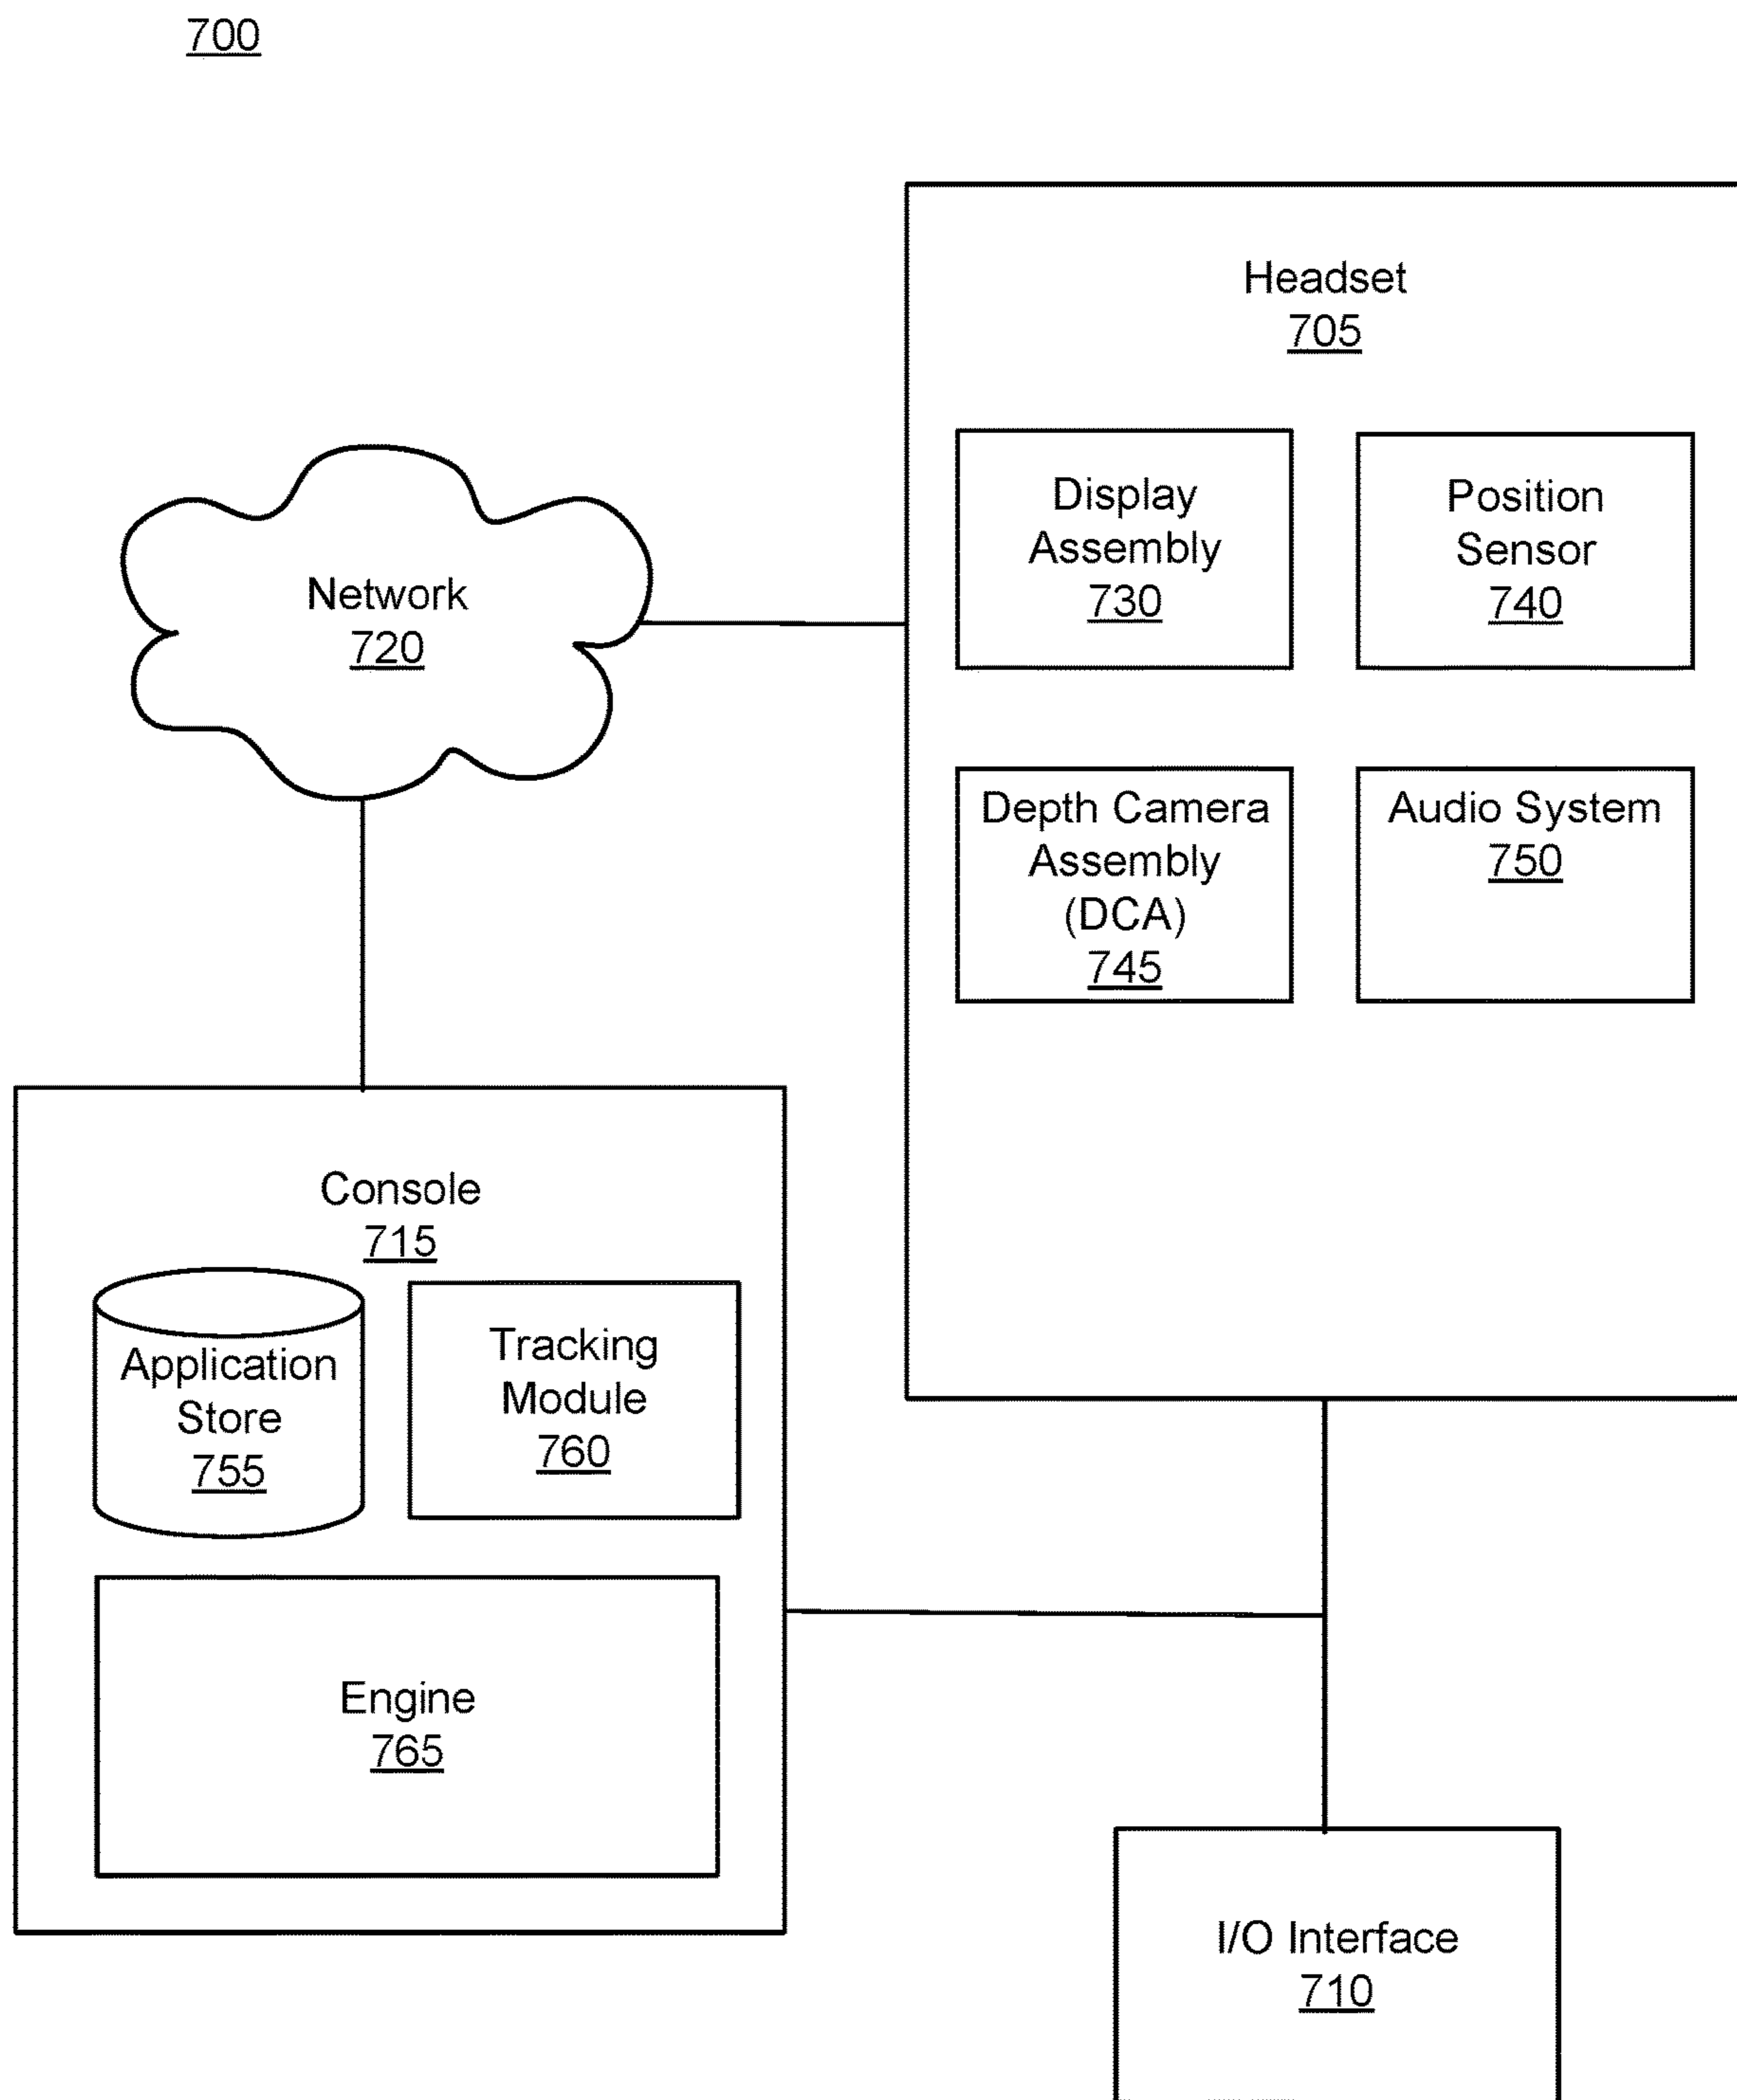 700
Headset
705
Display
Assembly
730
Position
Sensor
740
Network
720
Depth Camera
Assembly
(DCA)
745
Audio System
750
Console
715
Application
Store
755
Tracking
Module
760
Engine
765
I/O Interface
710